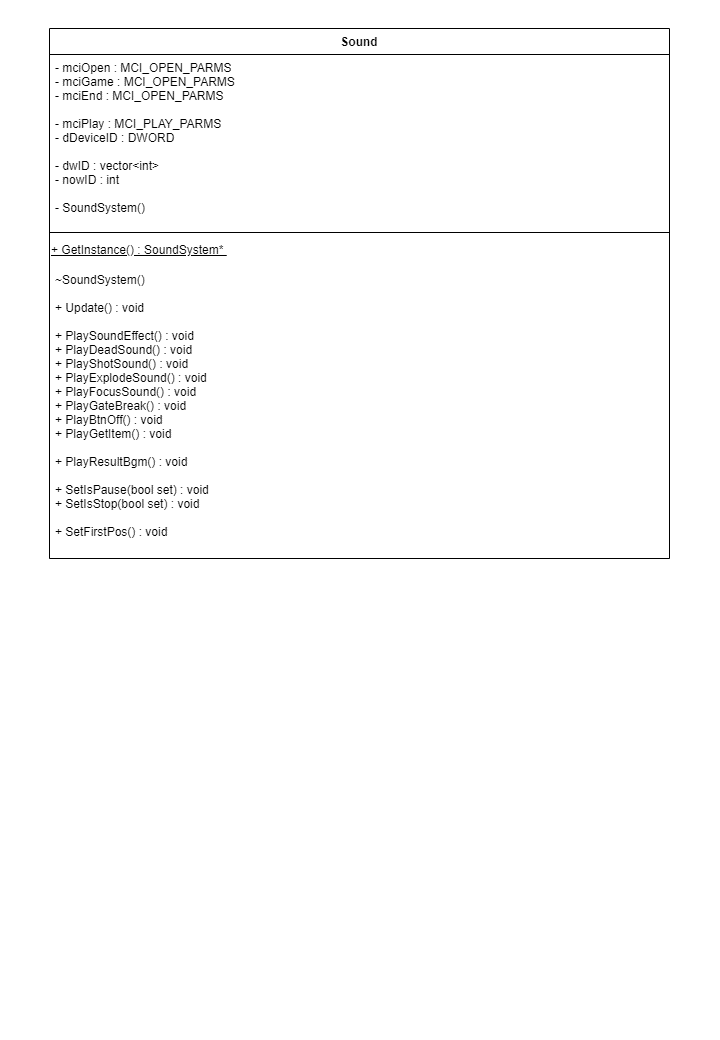 Sound
- mciOpen : MCI_OPEN_PARMS
- mciGame : MCI_OPEN_PARMS
- mciEnd : MCI_OPEN_PARMS
- mciPlay : MCI_PLAY_PARMS
- dDeviceID : DWORD
- dwID : vector<int>
- nowID : int
- SoundSystem()
+ GetInstance() : SoundSystem*
~SoundSystem()
+ Update() : void
+ PlaySoundEffect() : void
+ PlayDeadSound() : void
+ PlayShotSound() : void
+ PlayExplodeSound() : void
+ PlayFocusSound() : void
+ PlayGateBreak() : void
+ PlayBtnOff() : void
+ PlayGetItem() : void
+ PlayResultBgm() : void
+ SetIsPause(bool set) : void
+ SetIsStop(bool set) : void
+ SetFirstPos() : void